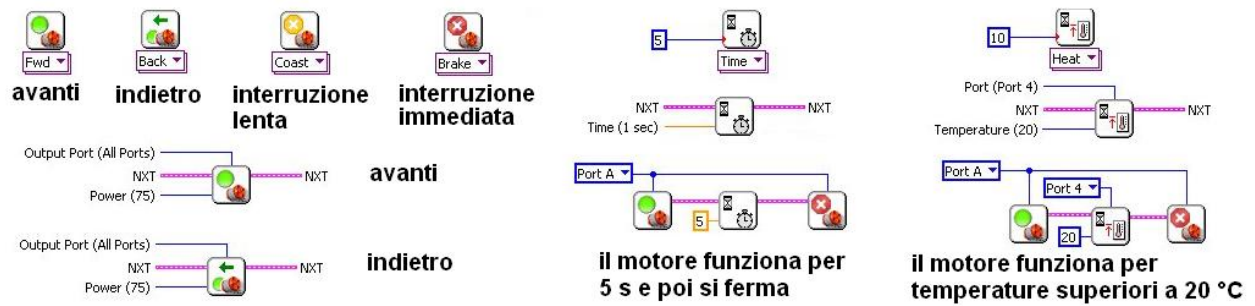 Fwd
avanti
Back
indietro
Coast
interruzione
lenta
Brake
interruzione
immediata
Output Port (All Ports)
NXT
NXT
Power (75)
avanti
Output Port (All Ports)
NXT
NXT
Power (75)
indietro
5
Time
NXT
NXT
Time (1 sec)
Port A
5
il motore funziona per
5 s e poi si ferma
10
Heat
Port (Port 4)
NXT
NXT
Temperature (20)
Port A
Port 4
20
il motore funziona per
temperature superiori a 20 °C